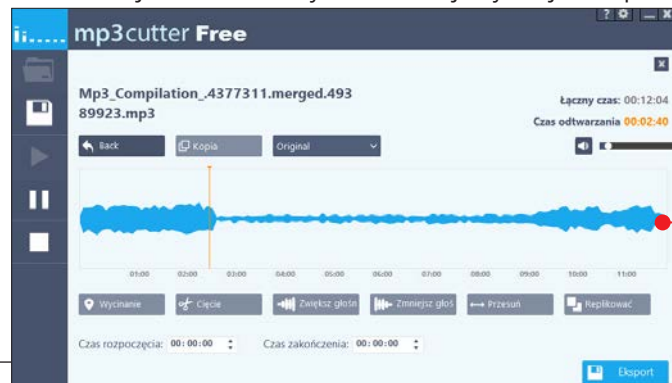 mp3cutter Free
Mp3_Compilation_.4377311.merged.493
89923.mp3
Łączny czas: 00:12:04
Czas odtwarzania 00:02:40
Back Kopia Original
01:00 02:00 03:00 04:00 05:00 06:00 07:00 08:00 09:00 10:00 11:00
Wycinanie Cięcie Zwiększ głośn Zmniejsz głoś Przesuń Replikować
Czas rozpoczęcia: 00:00:00 Czas zakończenia: 00:00:00
Eksport